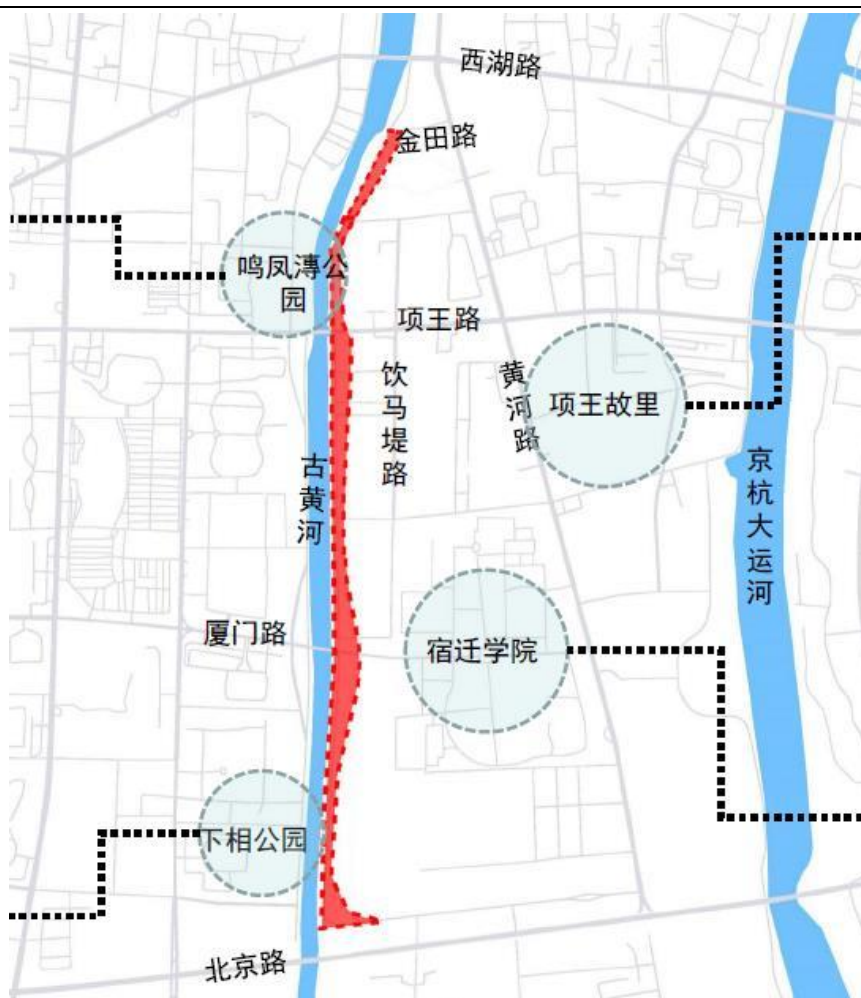 西湖路
金田路
鸣凤漙公
园
项王路
饮马堤路
黄河路
项王故里
古黄河
京杭大运河
厦门路
宿迁学院
下相公园
北京路